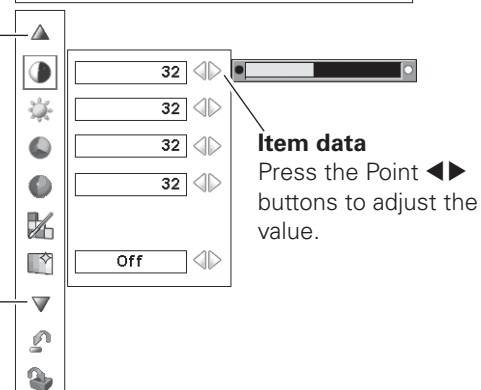 32
32
32
32
Off
Item data
Press the Point ◀▶
buttons to adjust the
value.